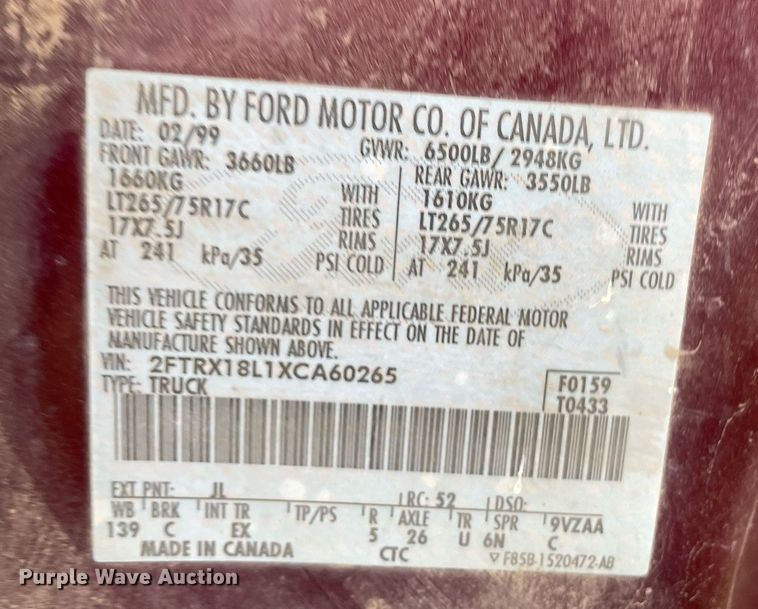 MFD. BY FORD MOTOR CO. OF CANADA, LTD.
DATE: 02/99 GVWR: 6500LB/ 2948KG
FRONT GAWR: 3660LB REAR GAWR: 3550LB
1660KG WITH 1610KG WITH
LT265/75R17C TIRES LT265/75R17C TIRES
17X7.5J RIMS 17X7.5J RIMS
AT 241 kPa/35 PSI COLD AT 241 kPa/35 PSI COLD
THIS VEHICLE CONFORMS TO ALL APPLICABLE FEDERAL MOTOR
VEHICLE SAFETY STANDARDS IN EFFECT ON THE DATE OF
MANUFACTURE SHOWN ABOVE.
VIN: 2FTRX18L1XCA60265 F0159
TYPE: TRUCK T0433
EXT PNT: JL RC: 52 DSO:
WB BRK INT TR TP/PS R AXLE TR SPR 9VZAA
139 C EX 5 26 U 6N C
MADE IN CANADA CTC F85B-1520472-AB
Purple Wave Auction